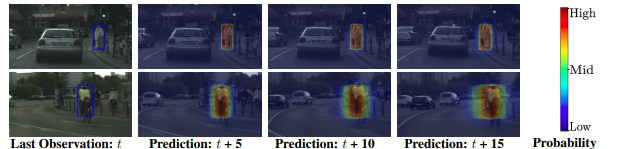 High
Mid
Low
Last Observation: t
Prediction: t + 5
Prediction: t + 10
Prediction: t + 15
Probability